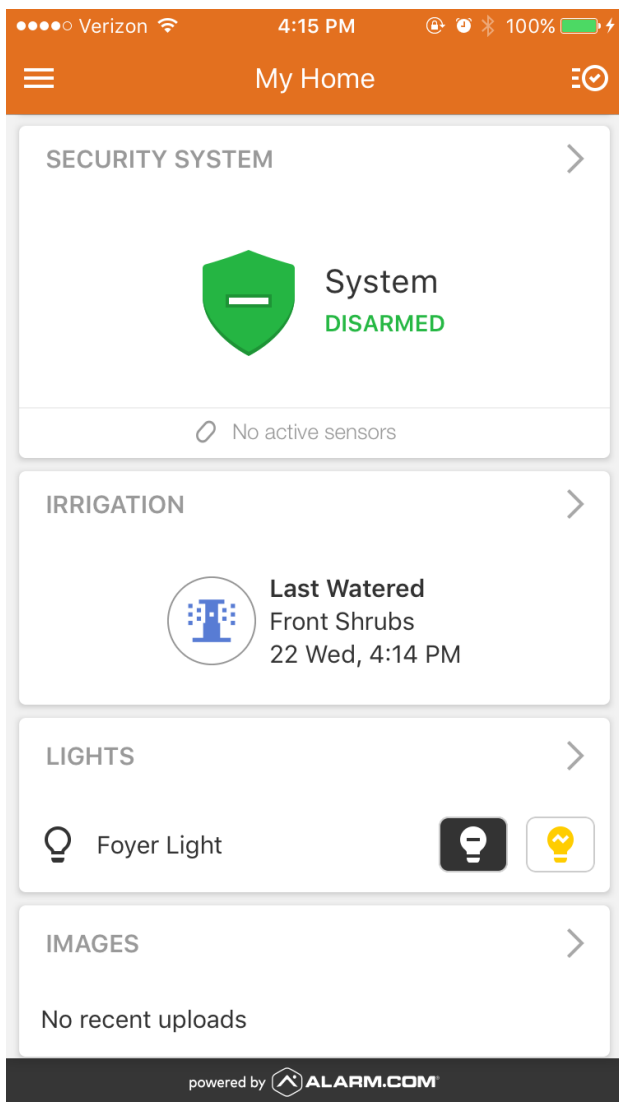 Verizon 4:15 PM 100%
My Home
SECURITY SYSTEM
System
DISARMED
No active sensors
IRRIGATION
Last Watered
Front Shrubs
22 Wed, 4:14 PM
LIGHTS
Foyer Light
IMAGES
No recent uploads
powered by ALARM.COM®